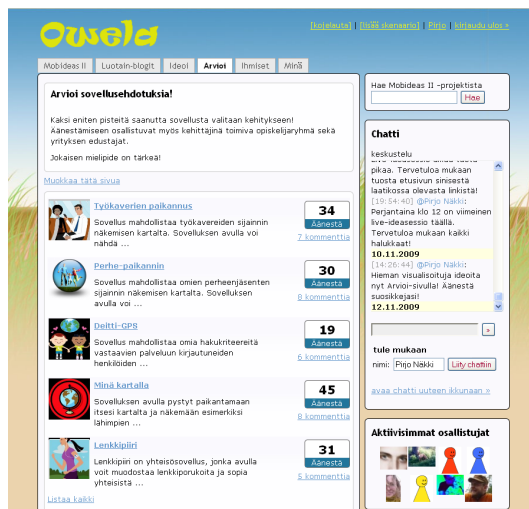 Owela
[kojelauta] | [lisää skenaario] | Pirjo | kirjaudu ulos »
Mobideas II
Luotain-blogit
Ideoi
Arvioi
Ihmiset
Minä
Arvioi sovellusehdotuksia!
Kaksi eniten pisteitä saanutta sovellusta valitaan kehitykseen!
Äänestämiseen osallistuvat myös kehittäjinä toimiva opiskelijaryhmä sekä
yrityksen edustajat.
Jokaisen mielipide on tärkeä!
Muokkaa tätä sivua
Työkaverien paikannus
Sovellus mahdollistaa työkavereiden sijainnin
näkemisen kartalta. Sovelluksen avulla voi
nähdä ...
34
Äänestä
7 kommenttia
Perhe-paikannin
Sovellus mahdollistaa omien perheenjäsenten
sijainnin näkemisen kartalta. Sovelluksen
avulla voi ...
30
Äänestä
8 kommenttia
Deitti-GPS
Sovellus mahdollistaa omia hakukriteereitä
vastaavien palveluun kirjautuneiden
henkilöiden ...
19
Äänestä
6 kommenttia
Minä kartalla
Sovelluksen avulla pystyt paikantamaan
itsesi kartalta ja näkemään esimerkiksi
lähimpien ...
45
Äänestä
8 kommenttia
Lenkkipiiri
Lenkkipiiri on yhteisösovellus, jonka avulla
voit muodostaa lenkkiporukoita ja sopia
yhteisistä ...
31
Äänestä
5 kommenttia
Listaa kaikki
Hae Mobideas II -projektista
Hae
Chatti
keskustelu
pikaa. Tervetuloa mukaan
tuosta etusivun sinisestä
laatikossa olevasta linkistä!
[19:54:40] @Pirjo Näkki:
Perjantaina klo 12 on viimeinen
live-ideasessio täällä.
Tervetuloa mukaan kaikki
halukkaat!
10.11.2009
[14:26:44] @Pirjo Näkki:
Hieman visualisoituja ideoita
nyt Arvioi-sivulla! Äänestä
suosikkejasi!
12.11.2009
»
tule mukaan
nimi: Pirjo Näkki
Liity chattiin
avaa chatti uuteen ikkunaan »
Aktiivisimmat osallistujat